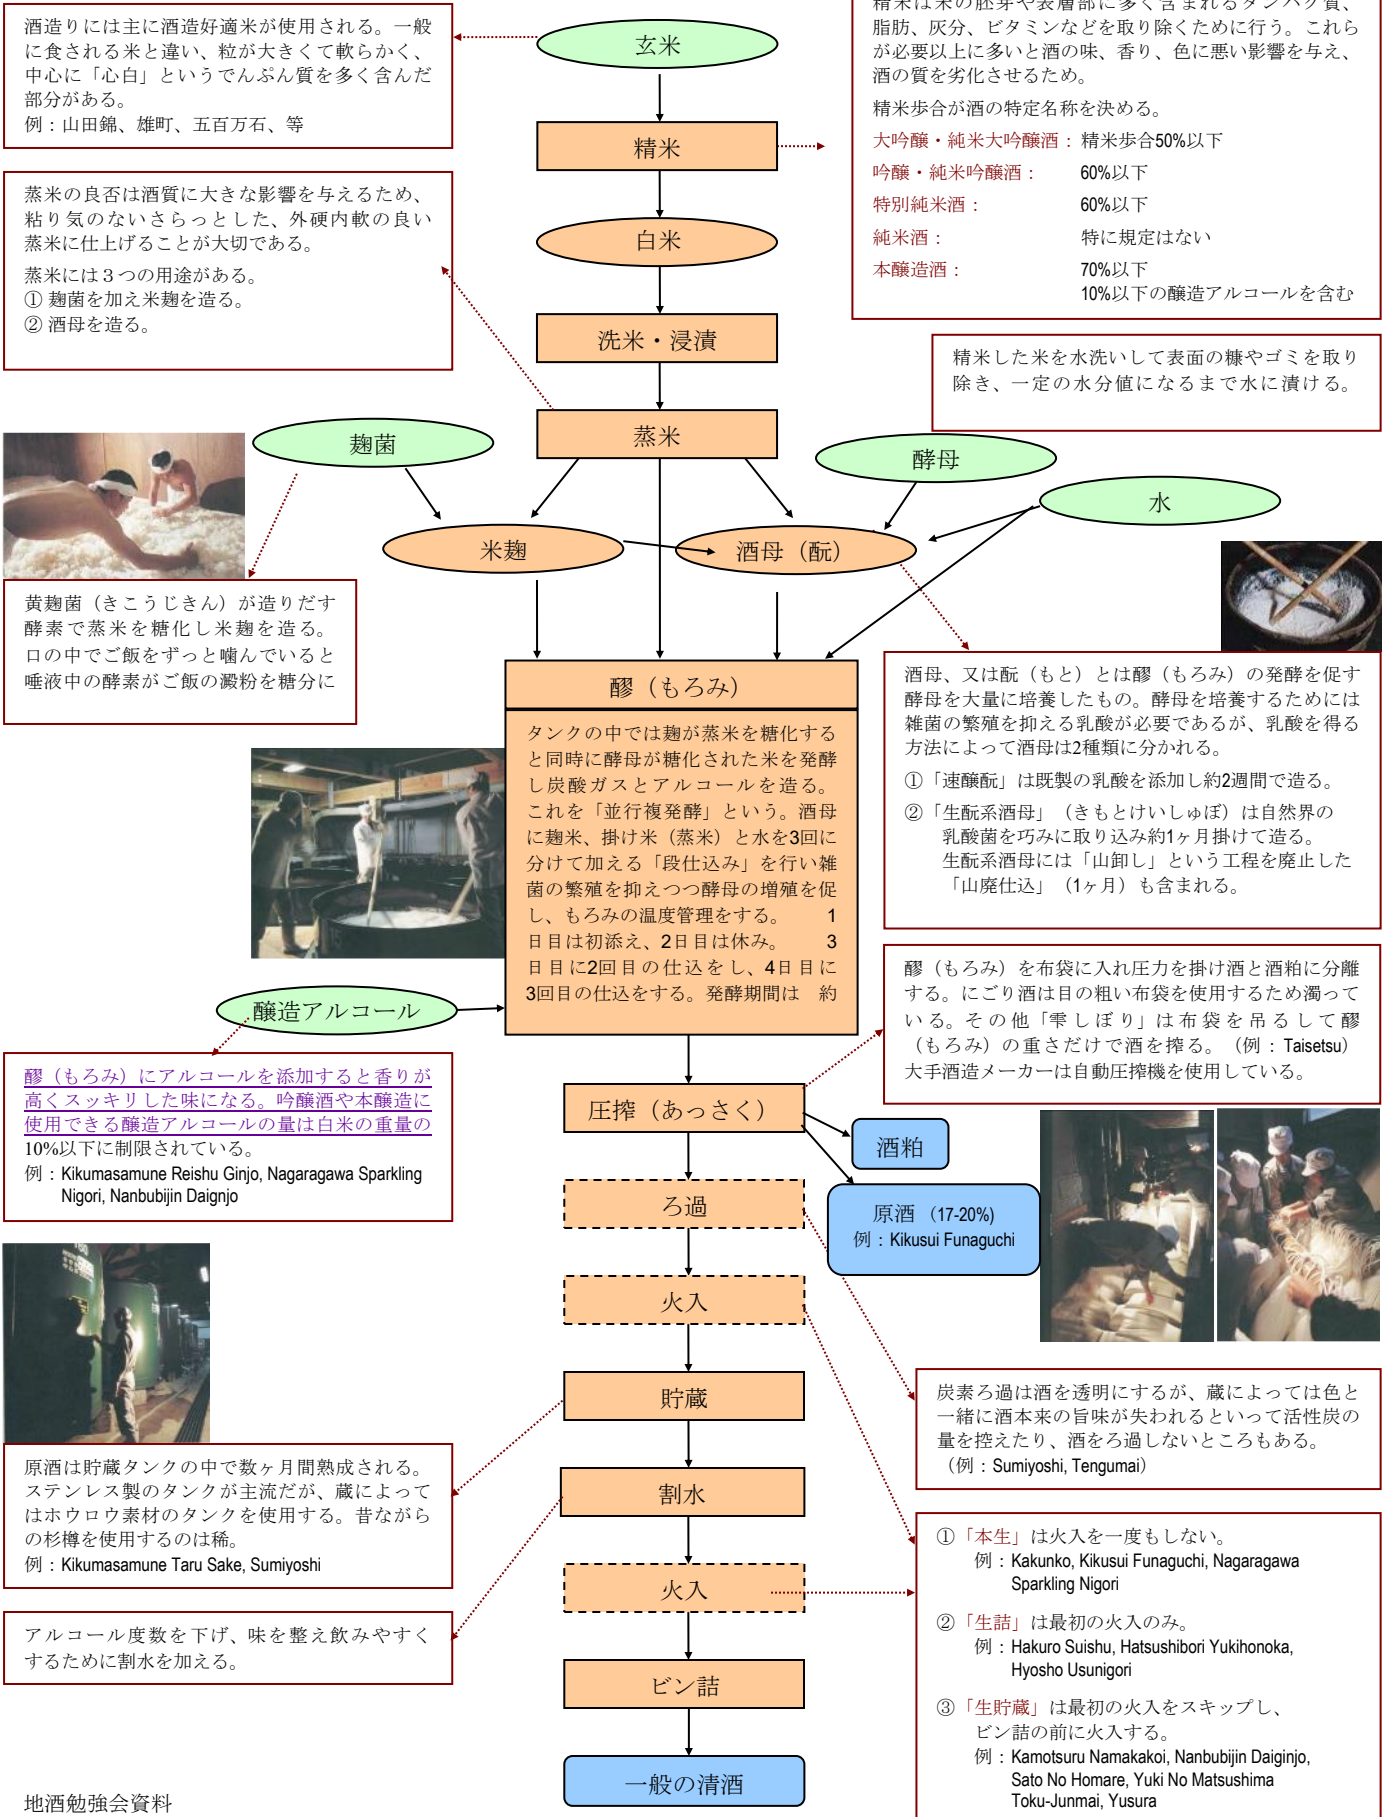 酒造りには主に酒造好適米が使用される。一般
に食される米と違い、粒が大きくて軟らかく、
中心に「心白」というでんぷん質を多く含んだ
部分がある。
例：山田錦、雄町、五百万石、等
玄米
精米は米の胚芽や表層部に多く含まれるタンパク質、
脂肪、灰分、ビタミンなどを取り除くために行う。これら
が必要以上に多いと酒の味、香り、色に悪い影響を与え、
酒の質を劣化させるため。
精米歩合が酒の特定名称を決める。
大吟醸・純米大吟醸酒：精米歩合50%以下
吟醸・純米吟醸酒： 60%以下
特別純米酒： 60%以下
純米酒： 特に規定はない
本醸造酒： 70%以下
10%以下の醸造アルコールを含む
精米
蒸米の良否は酒質に大きな影響を与えるため、
粘り気のないさらっとした、外硬内軟の良い
蒸米に仕上げることが大切である。
蒸米には３つの用途がある。
① 麹菌を加え米麹を造る。
② 酒母を造る。
白米
洗米・浸漬
精米した米を水洗いして表面の糠やゴミを取り
除き、一定の水分値になるまで水に漬ける。
蒸米
麹菌
酵母
水
米麹
酒母（酛）
黄麹菌（きこうじきん）が造りだす
酵素で蒸米を糖化し米麹を造る。
口の中でご飯をずっと噛んでいると
唾液中の酵素がご飯の澱粉を糖分に
醪（もろみ）
タンクの中では麹が蒸米を糖化する
と同時に酵母が糖化された米を発酵
し炭酸ガスとアルコールを造る。
これを「並行複発酵」という。酒母
に麹米、掛け米（蒸米）と水を3回に
分けて加える「段仕込み」を行い雑
菌の繁殖を抑えつつ酵母の増殖を促
し、もろみの温度管理をする。 1
日目は初添え、2日目は休み。 3
日目に2回目の仕込をし、4日目に
3回目の仕込をする。発酵期間は 約
酒母、又は酛（もと）とは醪（もろみ）の発酵を促す
酵母を大量に培養したもの。酵母を培養するためには
雑菌の繁殖を抑える乳酸が必要であるが、乳酸を得る
方法によって酒母は2種類に分かれる。
①「速醸酛」は既製の乳酸を添加し約2週間で造る。
②「生酛系酒母」（きもとけいしゅぼ）は自然界の
乳酸菌を巧みに取り込み約1ヶ月掛けて造る。
生酛系酒母には「山卸し」という工程を廃止した
「山廃仕込」（1ヶ月）も含まれる。
醸造アルコール
醪（もろみ）を布袋に入れ圧力を掛け酒と酒粕に分離
する。にごり酒は目の粗い布袋を使用するため濁って
いる。その他「雫しぼり」は布袋を吊るして醪
（もろみ）の重さだけで酒を搾る。（例：Taisetsu）
大手酒造メーカーは自動圧搾機を使用している。
醪（もろみ）にアルコールを添加すると香りが
高くスッキリした味になる。吟醸酒や本醸造に
使用できる醸造アルコールの量は白米の重量の
10%以下に制限されている。
例：Kikumasamune Reishu Ginjo, Nagaragawa Sparkling
Nigori, Nanbubijin Daignjo
圧搾（あっさく）
酒粕
原酒 （17-20%)
例：Kikusui Funaguchi
ろ過
火入
貯蔵
炭素ろ過は酒を透明にするが、蔵によっては色と
一緒に酒本来の旨味が失われるといって活性炭の
量を控えたり、酒をろ過しないところもある。
（例：Sumiyoshi, Tengumai）
原酒は貯蔵タンクの中で数ヶ月間熟成される。
ステンレス製のタンクが主流だが、蔵によって
はホウロウ素材のタンクを使用する。昔ながら
の杉樽を使用するのは稀。
例：Kikumasamune Taru Sake, Sumiyoshi
割水
火入
アルコール度数を下げ、味を整え飲みやすく
するために割水を加える。
①「本生」は火入を一度もしない。
例：Kakunko, Kikusui Funaguchi, Nagaragawa
Sparkling Nigori
②「生詰」は最初の火入のみ。
例：Hakuro Suishu, Hatsushibori Yukihonoka,
Hyosho Usunigori
③「生貯蔵」は最初の火入をスキップし、
ビン詰の前に火入する。
例：Kamotsuru Namakakoi, Nanbubijin Daiginjo,
Sato No Homare, Yuki No Matsushima
Toku-Junmai, Yusura
ビン詰
一般の清酒
地酒勉強会資料